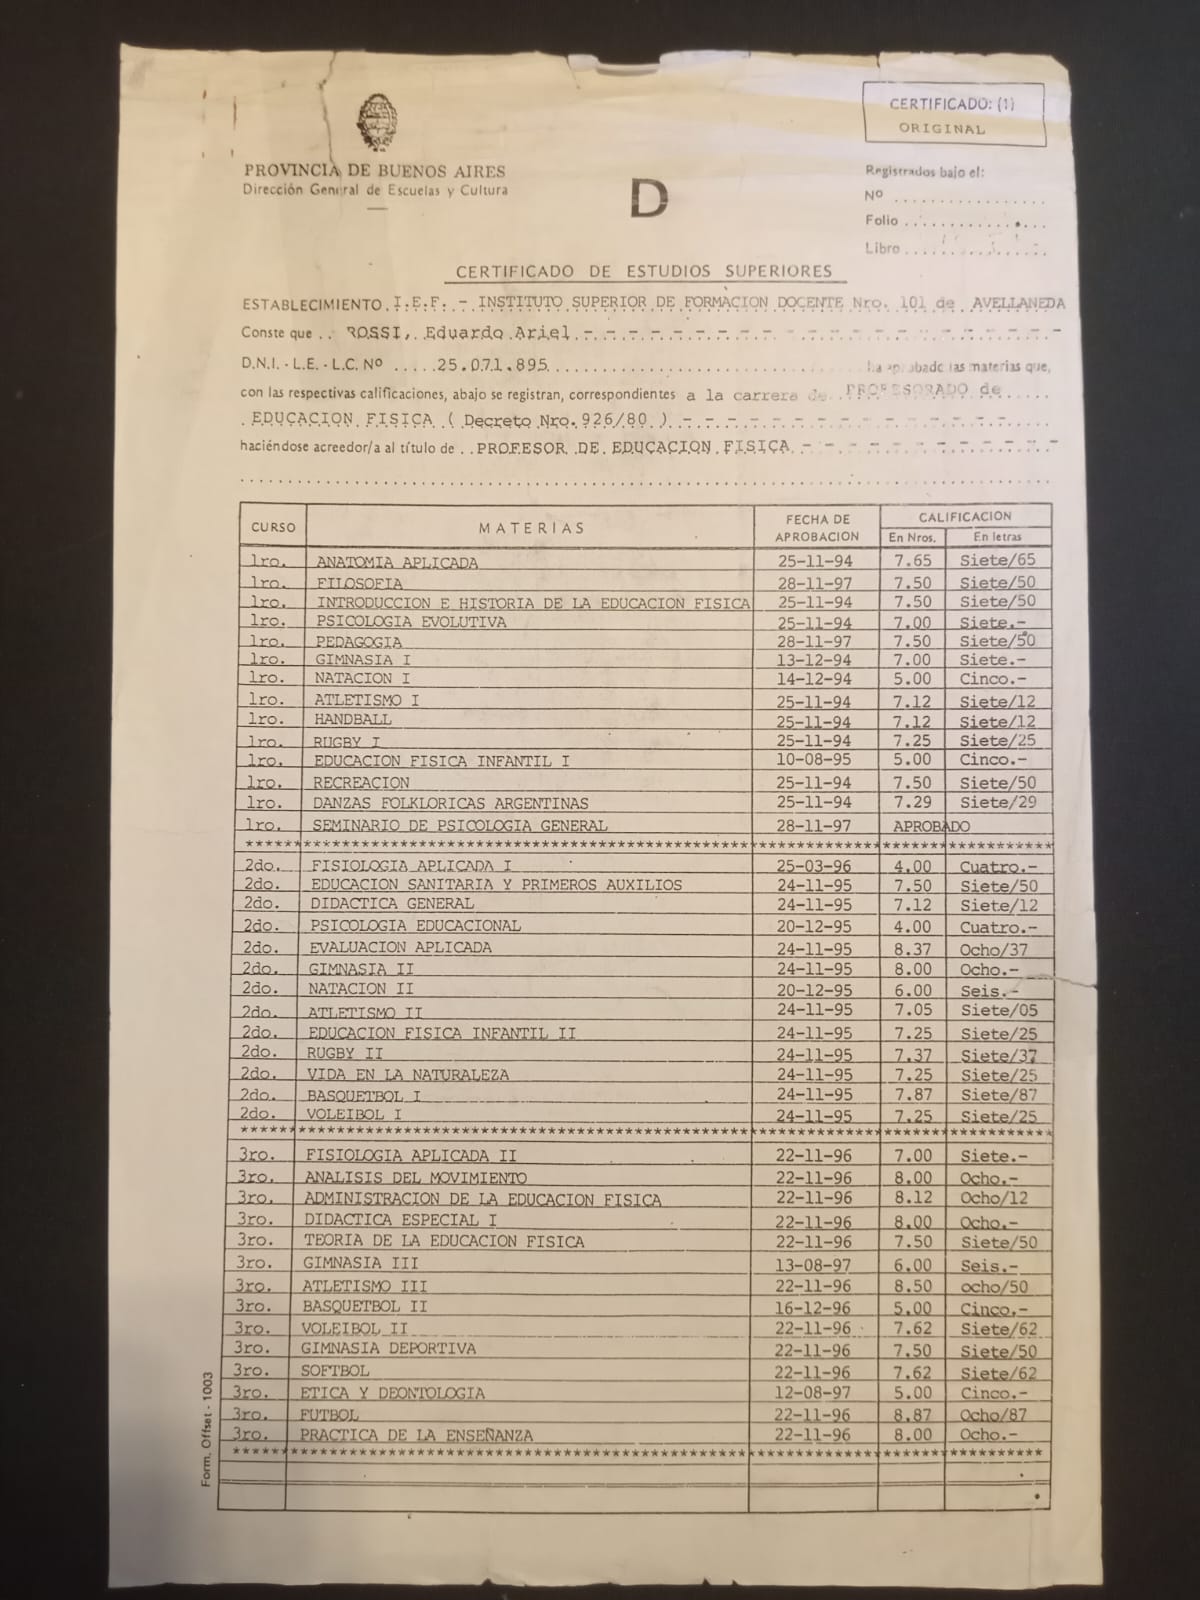 CERTIFICADO: (1)
ORIGINAL
PROVINCIA DE BUENOS AIRES
Dirección General de Escuelas y Cultura
D
Registrados bajo el:
Nº
Folio
Libro
CERTIFICADO DE ESTUDIOS SUPERIORES
ESTABLECIMIENTO I.E.F. - INSTITUTO SUPERIOR DE FORMACION DOCENTE Nro. 101 de AVELLANEDA
Conste que ROSSI, Eduardo Ariel
D.N.I. - L.E. - L.C. Nº 25.071.895 ha aprobado las materias que,
con las respectivas calificaciones, abajo se registran, correspondientes a la carrera de PROFESORADO de
EDUCACION FISICA ( Decreto Nro. 926/80 )
haciéndose acreedor/a al título de PROFESOR DE EDUCACION FISICA
CURSO MATERIAS FECHA DE APROBACION CALIFICACION
En Nros. En letras
1ro. ANATOMIA APLICADA 25-11-94 7.65 Siete/65
1ro. FILOSOFIA 28-11-97 7.50 Siete/50
1ro. INTRODUCCION E HISTORIA DE LA EDUCACION FISICA 25-11-94 7.50 Siete/50
1ro. PSICOLOGIA EVOLUTIVA 25-11-94 7.00 Siete.-
1ro. PEDAGOGIA 28-11-97 7.50 Siete/50
1ro. GIMNASIA I 13-12-94 7.00 Siete.-
1ro. NATACION I 14-12-94 5.00 Cinco.-
1ro. ATLETISMO I 25-11-94 7.12 Siete/12
1ro. HANDBALL 25-11-94 7.12 Siete/12
1ro. RUGBY I 25-11-94 7.25 Siete/25
1ro. EDUCACION FISICA INFANTIL I 10-08-95 5.00 Cinco.-
1ro. RECREACION 25-11-94 7.50 Siete/50
1ro. DANZAS FOLKLORICAS ARGENTINAS 25-11-94 7.29 Siete/29
1ro. SEMINARIO DE PSICOLOGIA GENERAL 28-11-97 APROBADO
2do. FISIOLOGIA APLICADA I 25-03-96 4.00 Cuatro.-
2do. EDUCACION SANITARIA Y PRIMEROS AUXILIOS 24-11-95 7.50 Siete/50
2do. DIDACTICA GENERAL 24-11-95 7.12 Siete/12
2do. PSICOLOGIA EDUCACIONAL 20-12-95 4.00 Cuatro.-
2do. EVALUACION APLICADA 24-11-95 8.37 Ocho/37
2do. GIMNASIA II 24-11-95 8.00 Ocho.-
2do. NATACION II 20-12-95 6.00 Seis.-
2do. ATLETISMO II 24-11-95 7.05 Siete/05
2do. EDUCACION FISICA INFANTIL II 24-11-95 7.25 Siete/25
2do. RUGBY II 24-11-95 7.37 Siete/37
2do. VIDA EN LA NATURALEZA 24-11-95 7.25 Siete/25
2do. BASQUETBOL I 24-11-95 7.87 Siete/87
2do. VOLEIBOL I 24-11-95 7.25 Siete/25
3ro. FISIOLOGIA APLICADA II 22-11-96 7.00 Siete.-
3ro. ANALISIS DEL MOVIMIENTO 22-11-96 8.00 Ocho.-
3ro. ADMINISTRACION DE LA EDUCACION FISICA 22-11-96 8.12 Ocho/12
3ro. DIDACTICA ESPECIAL I 22-11-96 8.00 Ocho.-
3ro. TEORIA DE LA EDUCACION FISICA 22-11-96 7.50 Siete/50
3ro. GIMNASIA III 13-08-97 6.00 Seis.-
3ro. ATLETISMO III 22-11-96 8.50 ocho/50
3ro. BASQUETBOL II 16-12-96 5.00 Cinco.-
3ro. VOLEIBOL II 22-11-96 7.62 Siete/62
3ro. GIMNASIA DEPORTIVA 22-11-96 7.50 Siete/50
3ro. SOFTBOL 22-11-96 7.62 Siete/62
3ro. ETICA Y DEONTOLOGIA 12-08-97 5.00 Cinco.-
3ro. FUTBOL 22-11-96 8.87 Ocho/87
3ro. PRACTICA DE LA ENSEÑANZA 22-11-96 8.00 Ocho.-
Form. Offset - 1003